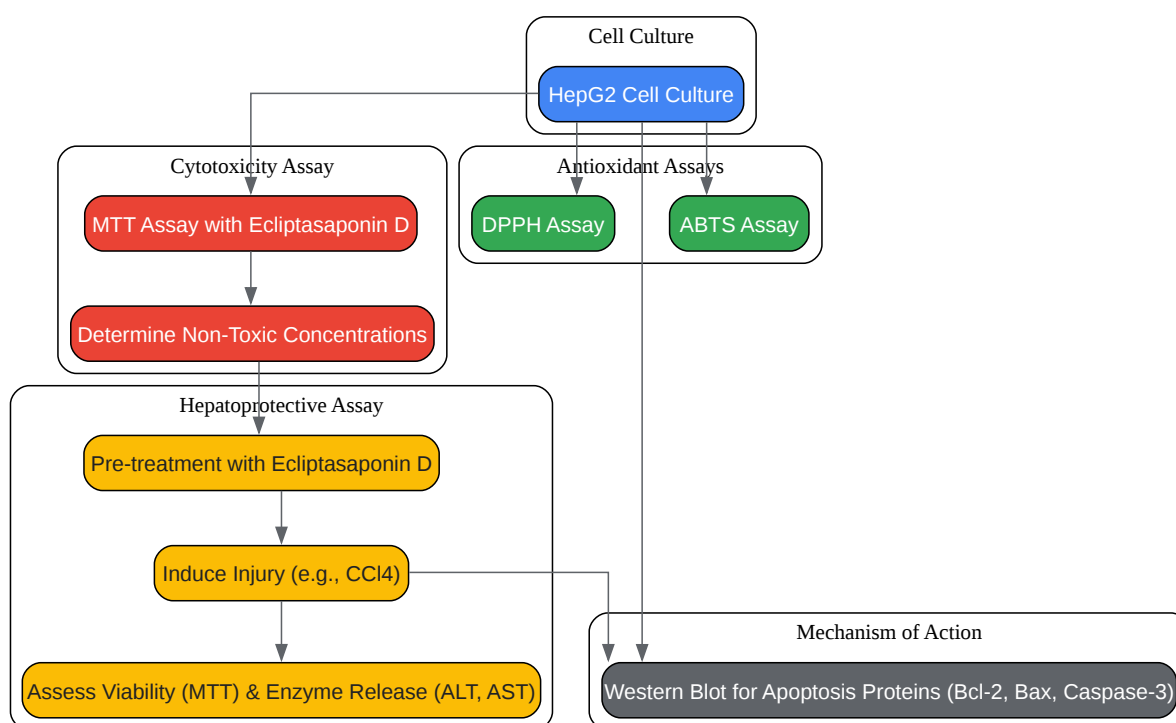 Cell Culture
HepG2 Cell Culture
Cytotoxicity Assay
Antioxidant Assays
MTT Assay with Ecliptasaponin D
DPPH Assay
ABTS Assay
Determine Non-Toxic Concentrations
Hepatoprotective Assay
Pre-treatment with Ecliptasaponin D
Induce Injury (e.g., CCl4)
Mechanism of Action
Assess Viability (MTT) & Enzyme Release (ALT, AST)
Western Blot for Apoptosis Proteins (Bcl-2, Bax, Caspase-3)